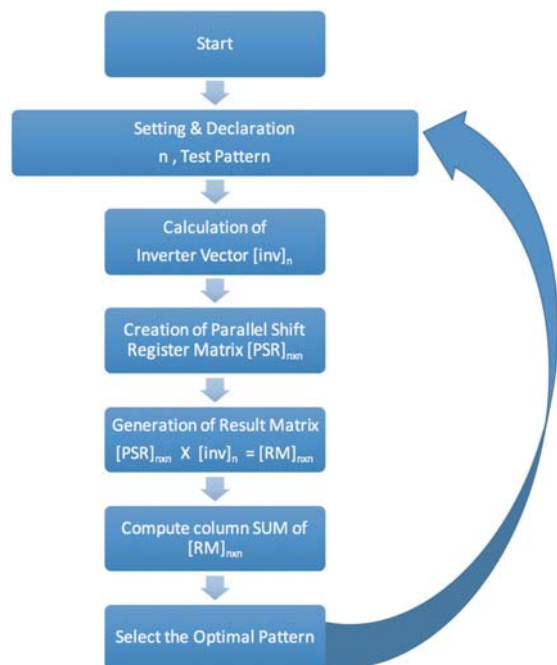 Start
Setting & Declaration
n , Test Pattern
Calculation of
Inverter Vector [inv]n
Creation of Parallel Shift
Register Matrix [PSR]nxn
Generation of Result Matrix
[PSR]nxn X [inv]n = [RM]nxn
Compute column SUM of
[RM]nxn
Select the Optimal Pattern